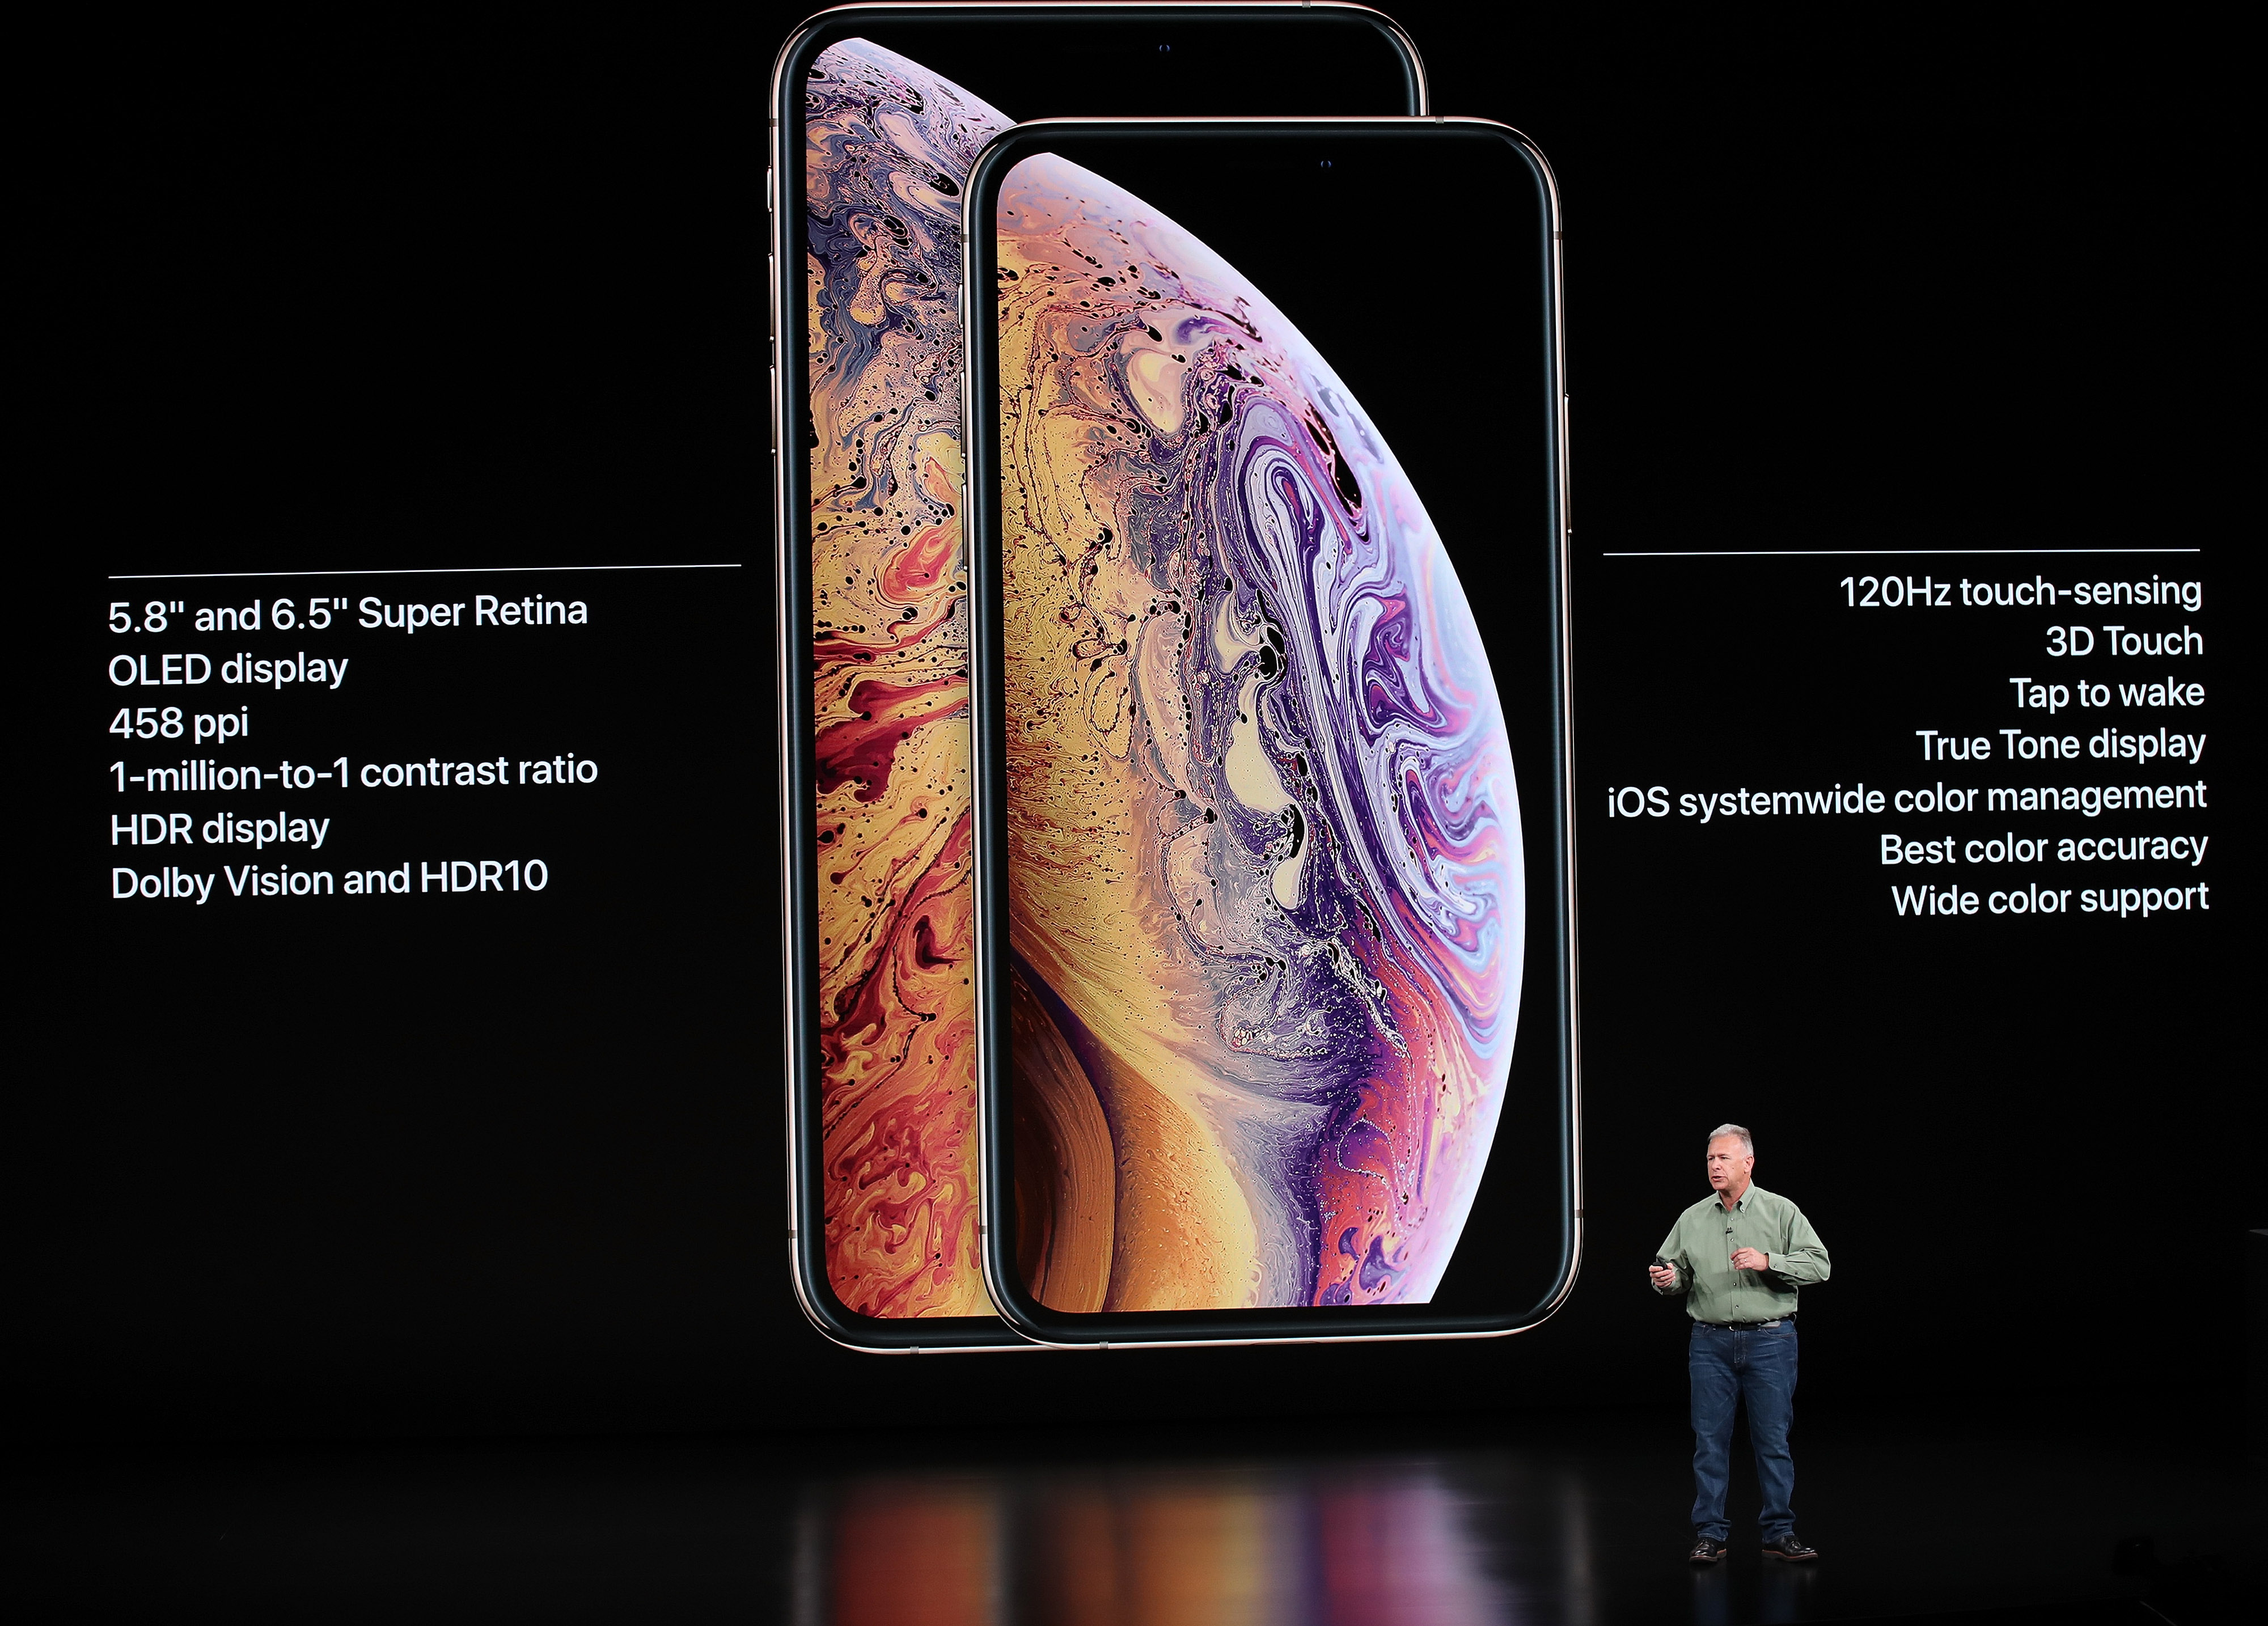 5.8" and 6.5" Super Retina
OLED display
458 ppi
1-million-to-1 contrast ratio
HDR display
Dolby Vision and HDR10
120Hz touch-sensing
3D Touch
Tap to wake
True Tone display
iOS systemwide color management
Best color accuracy
Wide color support